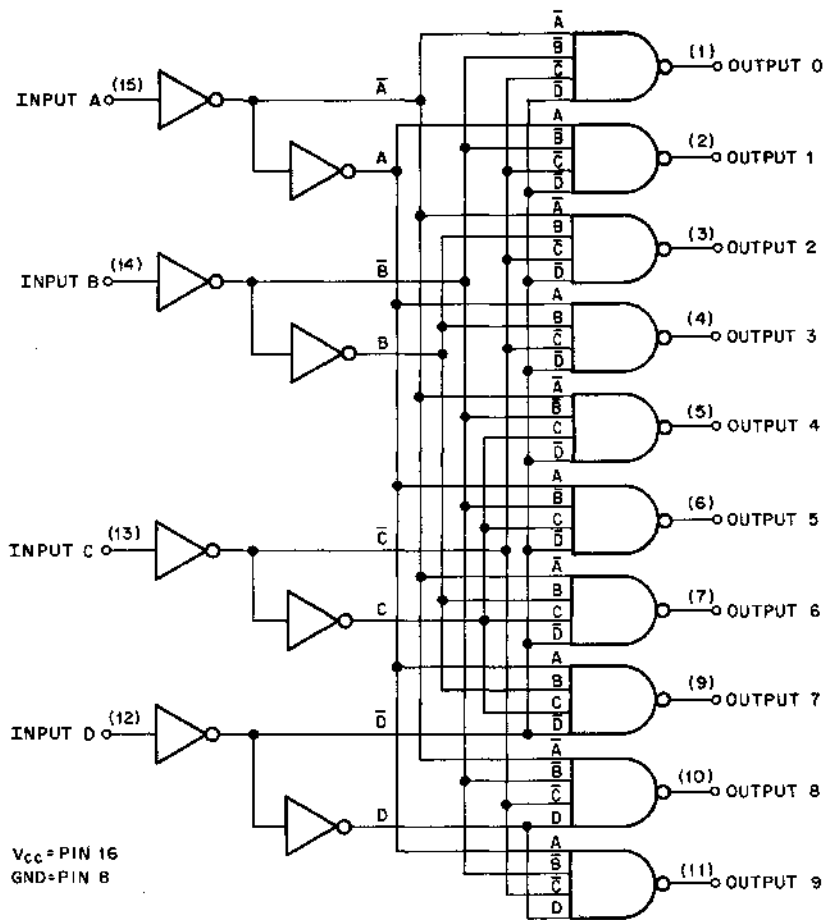 A̅
B̅
C̅
D̅
(1)
OUTPUT 0
(15)
INPUT A
A̅
A
A
B̅
C̅
D̅
(2)
OUTPUT 1
A̅
B
C̅
D̅
(3)
OUTPUT 2
(14)
INPUT B
B̅
B
A
B
C̅
D̅
(4)
OUTPUT 3
A̅
B̅
C
D̅
(5)
OUTPUT 4
A
B̅
C
D̅
(6)
OUTPUT 5
(13)
INPUT C
C̅
C
A̅
B
C
D̅
(7)
OUTPUT 6
A
B
C
D̅
(9)
OUTPUT 7
(12)
INPUT D
D̅
D
A̅
B̅
C̅
D
(10)
OUTPUT 8
A
B̅
C̅
D
(11)
OUTPUT 9
VCC=PIN 16
GND=PIN 8